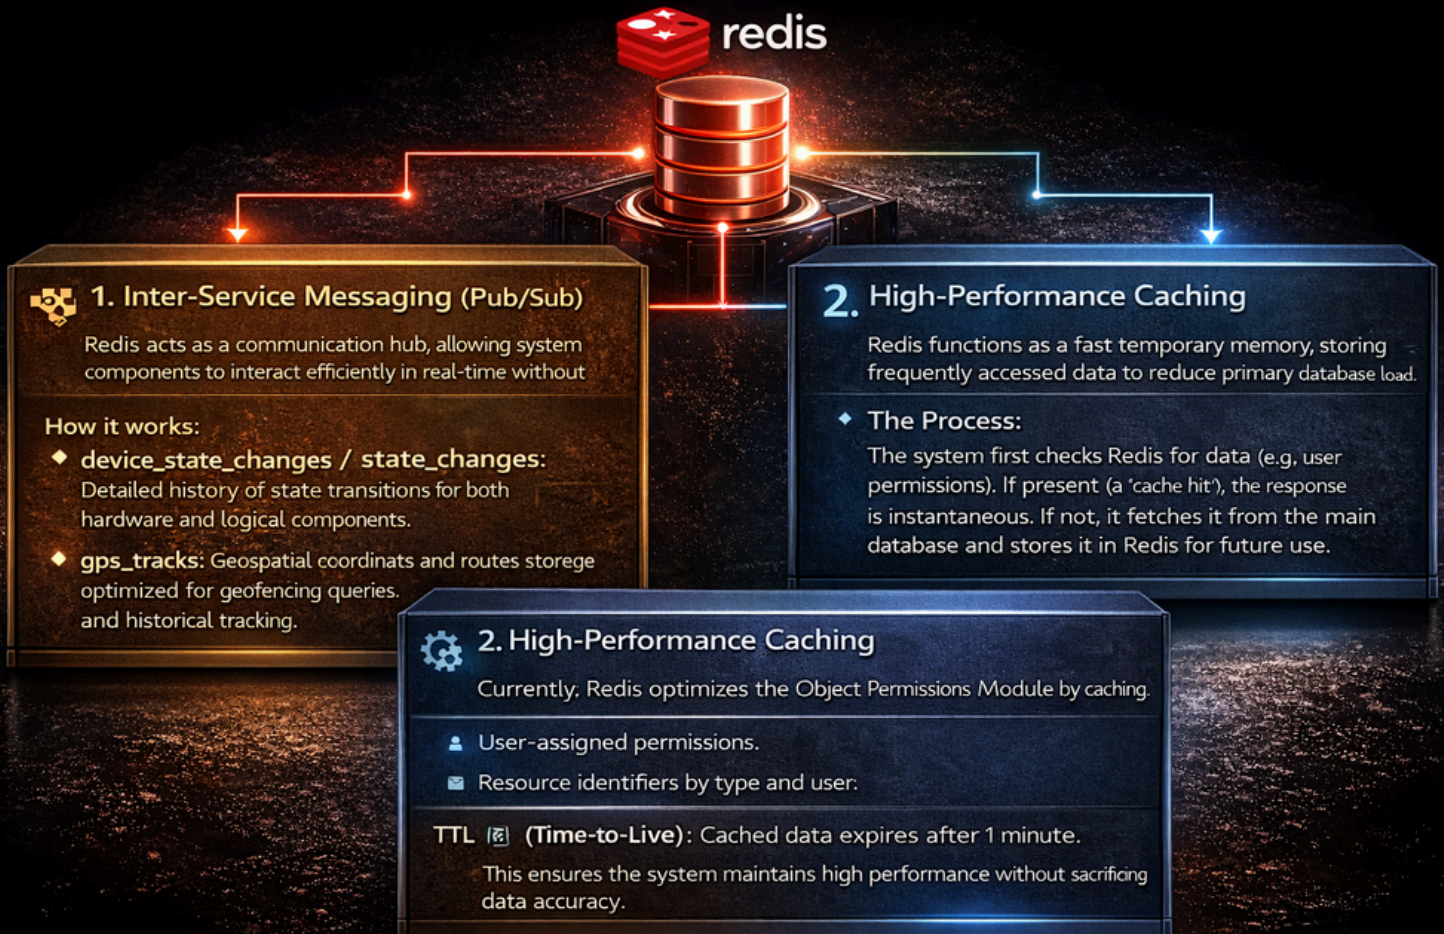 redis
1. Inter-Service Messaging (Pub/Sub)
Redis acts as a communication hub, allowing system
components to interact efficiently in real-time without
How it works:
device_state_changes / state_changes:
Detailed history of state transitions for both
hardware and logical components.
gps_tracks: Geospatial coordinats and routes storege
optimized for geofencing queries.
and historical tracking.
2. High-Performance Caching
Redis functions as a fast temporary memory, storing
frequently accessed data to reduce primary database load.
The Process:
The system first checks Redis for data (e.g, user
permissions). If present (a 'cache hit'), the response
is instantaneous. If not, it fetches it from the main
database and stores it in Redis for future use.
2. High-Performance Caching
Currently, Redis optimizes the Object Permissions Module by caching.
User-assigned permissions.
Resource identifiers by type and user:
TTL (Time-to-Live): Cached data expires after 1 minute.
This ensures the system maintains high performance without sacrificing
data accuracy.